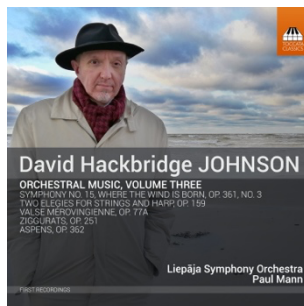 TOCCATA
CLASSICS
David Hackbridge JOHNSON
ORCHESTRAL MUSIC, VOLUME THREE
SYMPHONY NO. 15, WHERE THE WIND IS BORN, OP. 361, NO. 3
TWO ELEGIES FOR STRINGS AND HARP, OP. 159
VALSE MÉROVINGIENNE, OP. 77A
ZIGGURATS, OP. 251
ASPENS, OP. 362
Liepāja Symphony Orchestra
Paul Mann
FIRST RECORDINGS